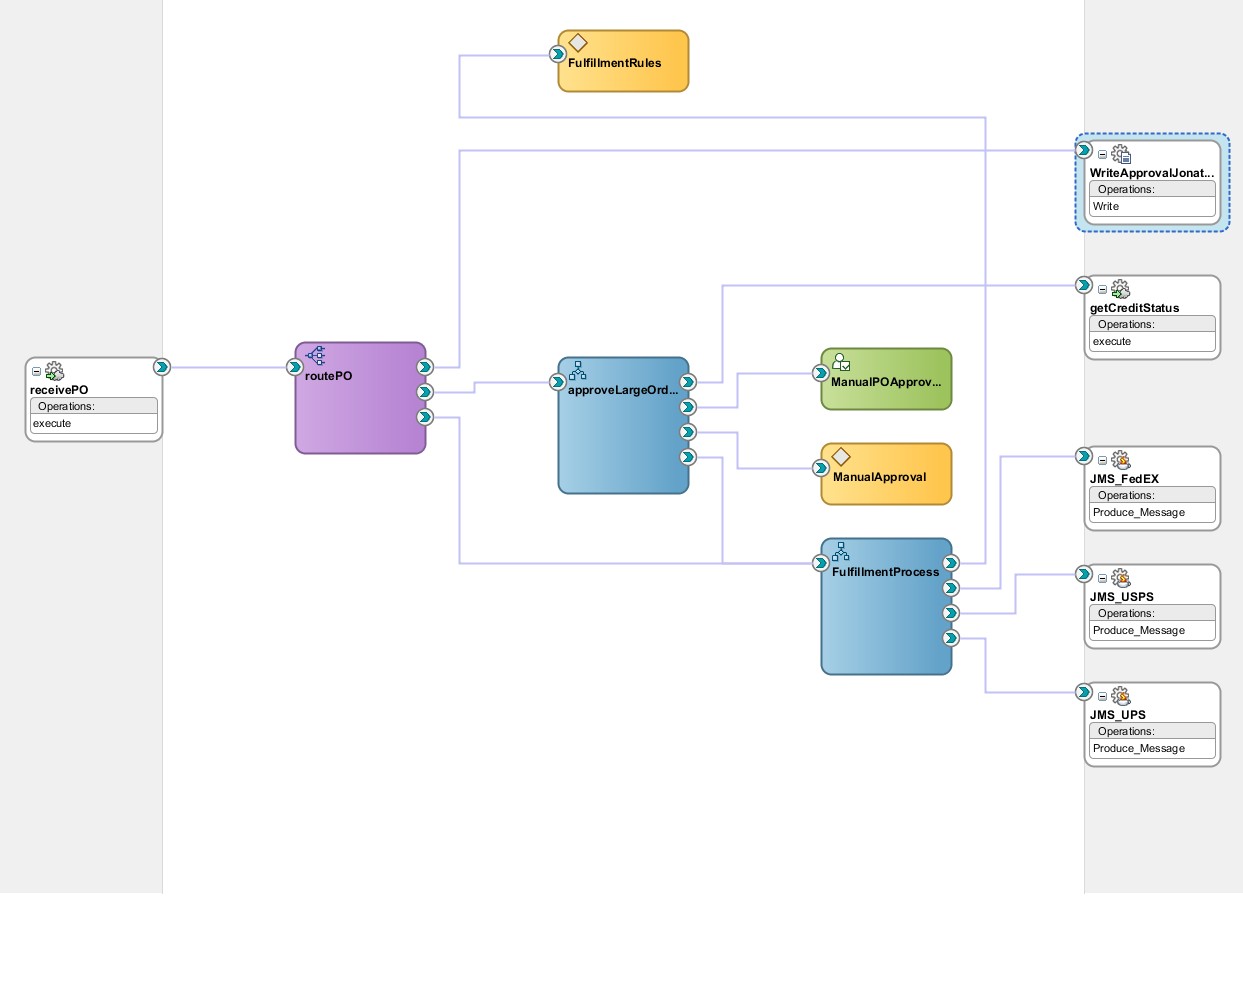 FulfillmentRules
WriteApprovalJonat...
Operations:
Write
getCreditStatus
Operations:
execute
receivePO
Operations:
execute
routePO
approveLargeOrd...
ManualPOApprov...
ManualApproval
FulfillmentProcess
JMS_FedEX
Operations:
Produce_Message
JMS_USPS
Operations:
Produce_Message
JMS_UPS
Operations:
Produce_Message